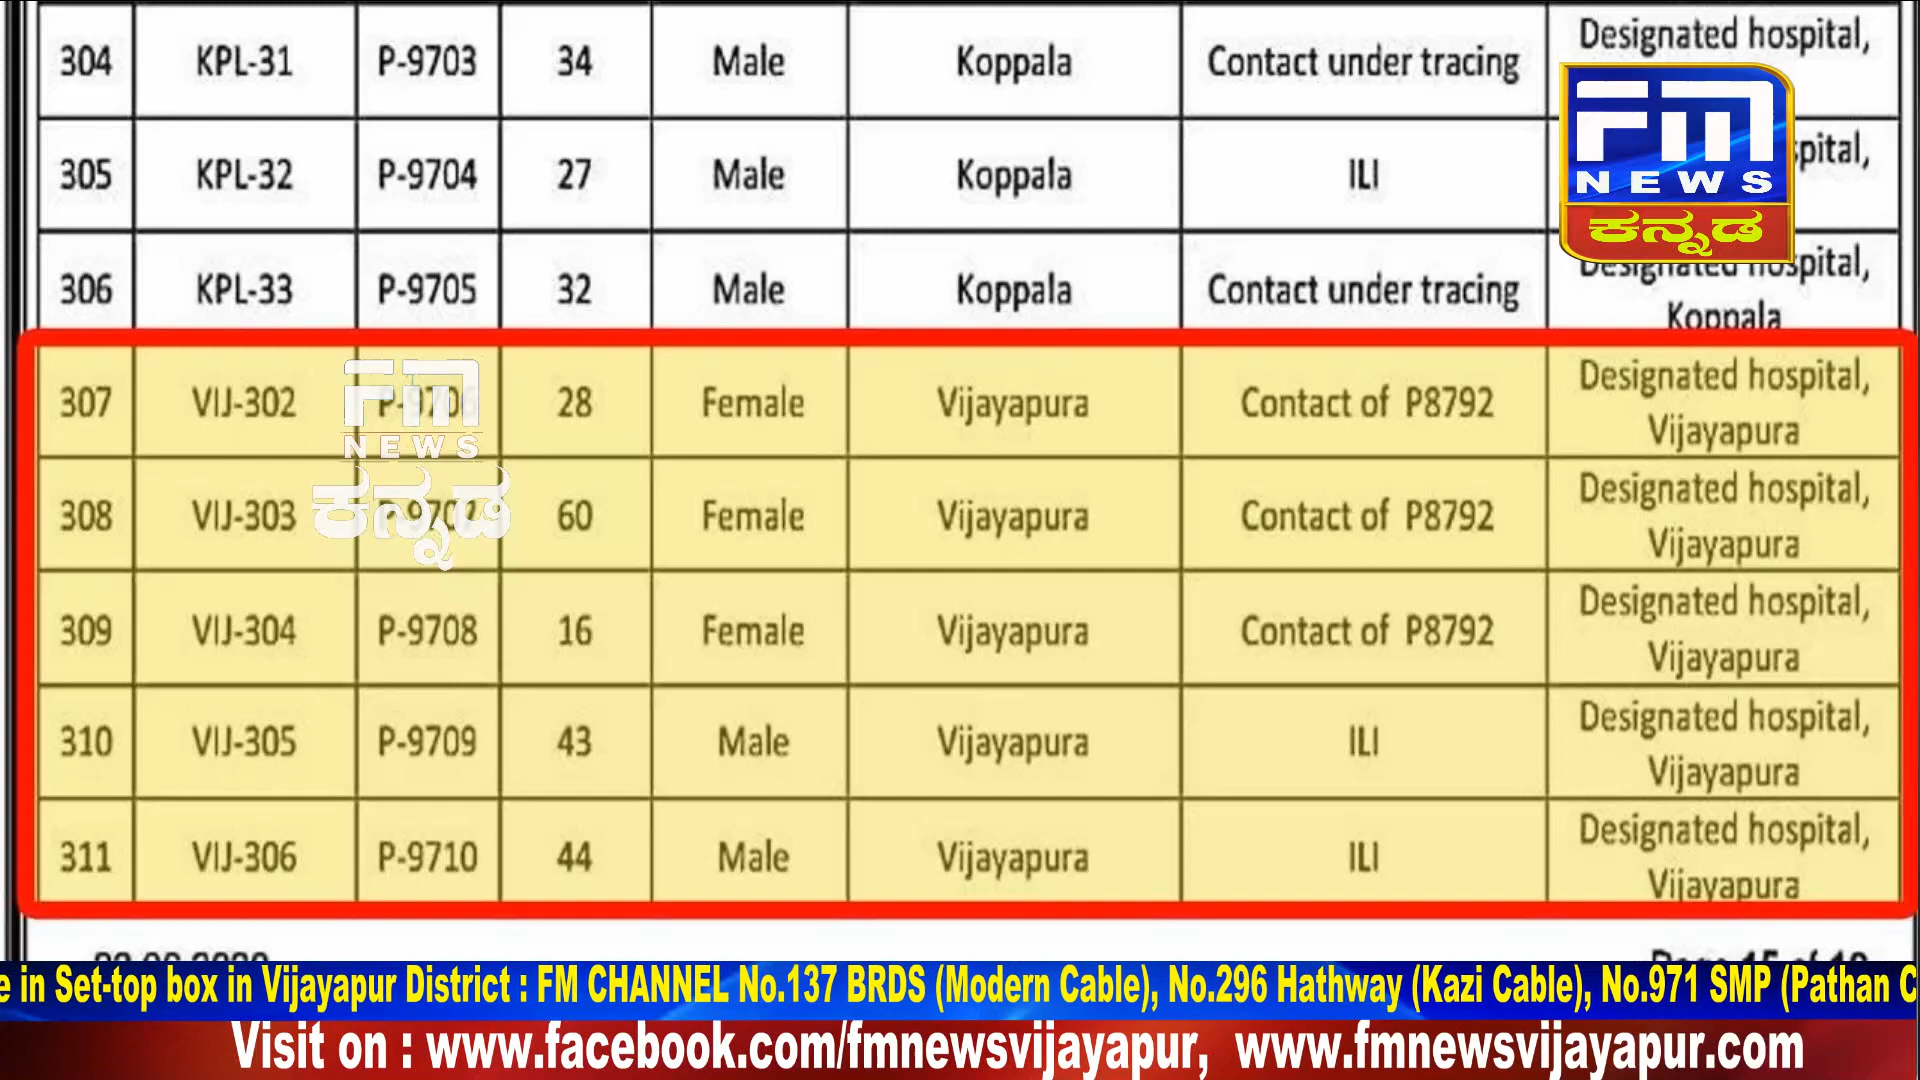 304 KPL-31 P-9703 34 Male Koppala Contact under tracing Designated hospital,
305 KPL-32 P-9704 27 Male Koppala ILI
306 KPL-33 P-9705 32 Male Koppala Contact under tracing Designated hospital,
Koppala
307 VIJ-302 P-9706 28 Female Vijayapura Contact of P8792 Designated hospital,
Vijayapura
308 VIJ-303 P-9707 60 Female Vijayapura Contact of P8792 Designated hospital,
Vijayapura
309 VIJ-304 P-9708 16 Female Vijayapura Contact of P8792 Designated hospital,
Vijayapura
310 VIJ-305 P-9709 43 Male Vijayapura ILI Designated hospital,
Vijayapura
311 VIJ-306 P-9710 44 Male Vijayapura ILI Designated hospital,
Vijayapura
FM
NEWS
ಕನ್ನಡ
FM
NEWS
ಕನ್ನಡ
in Set-top box in Vijayapur District : FM CHANNEL No.137 BRDS (Modern Cable), No.296 Hathway (Kazi Cable), No.971 SMP (Pathan
Visit on : www.facebook.com/fmnewsvijayapur, www.fmnewsvijayapur.com